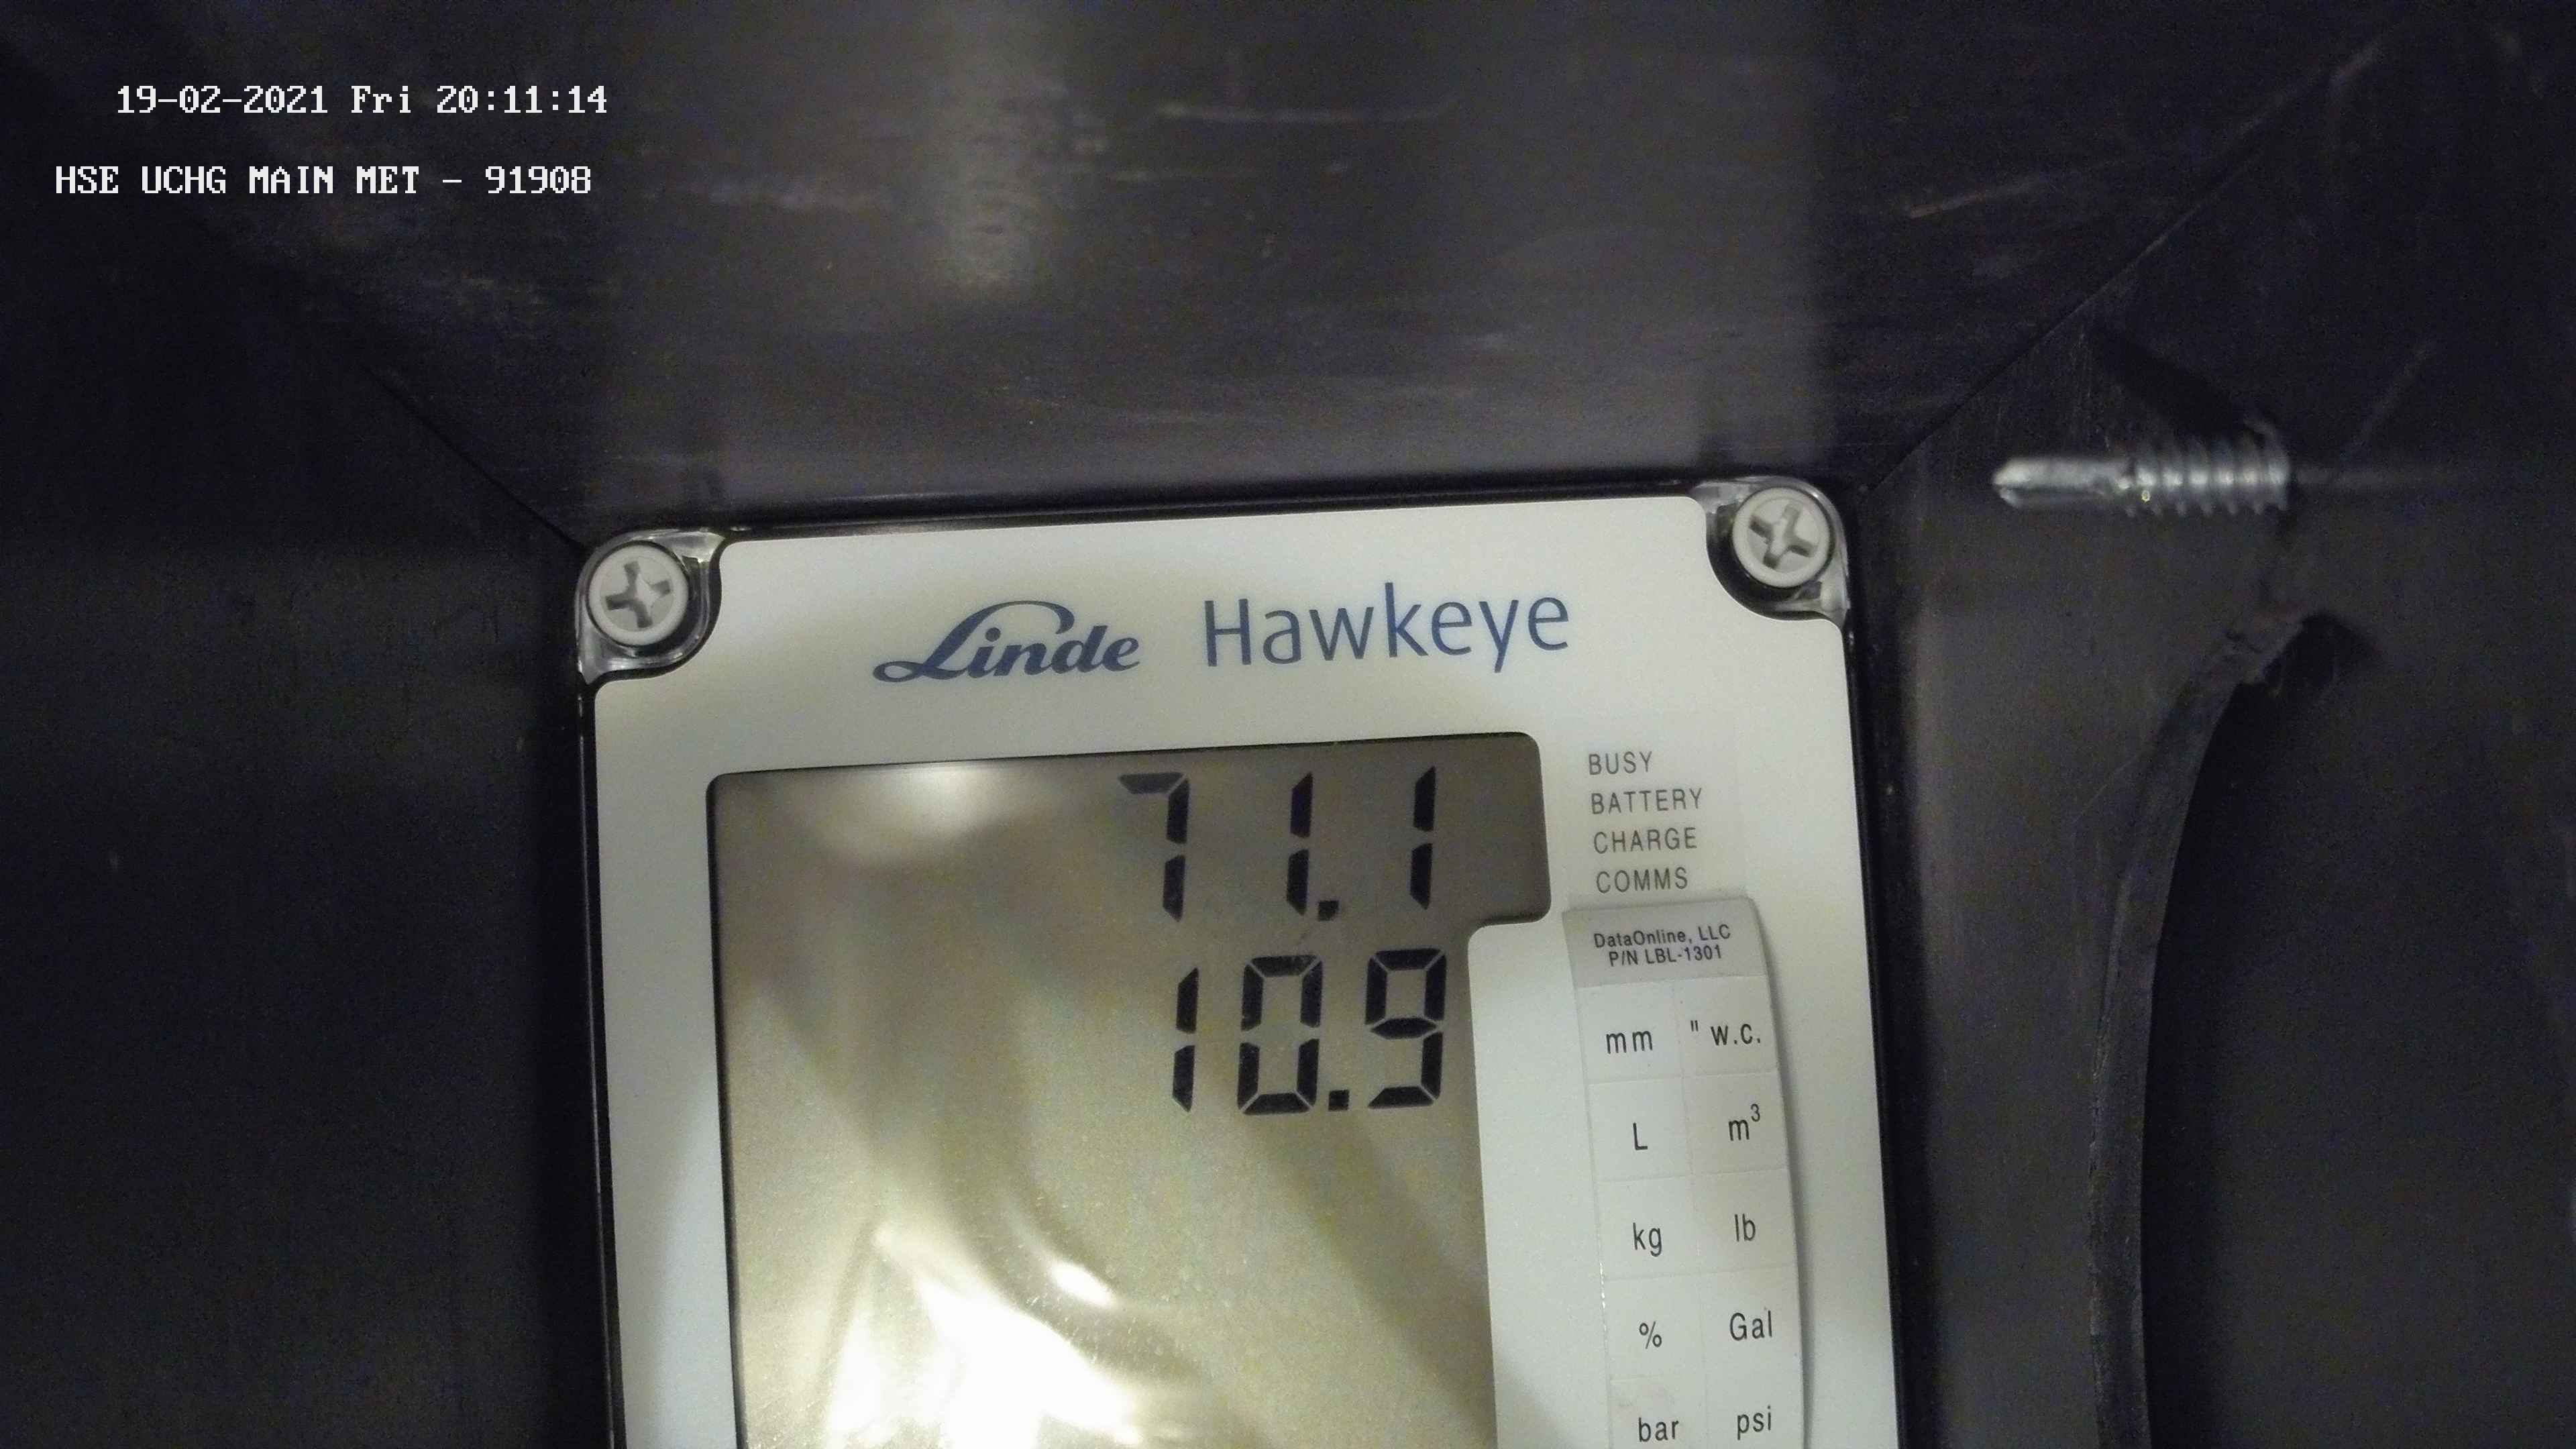 19-02-2021 Fri 20:11:14
HSE UCHG MAIN MET - 91908
Linde Hawkeye
71.1
10.9
BUSY
BATTERY
CHARGE
COMMS
DataOnline, LLC
P/N LBL-1301
mm " w.c.
L m³
kg lb
% Gal
bar psi